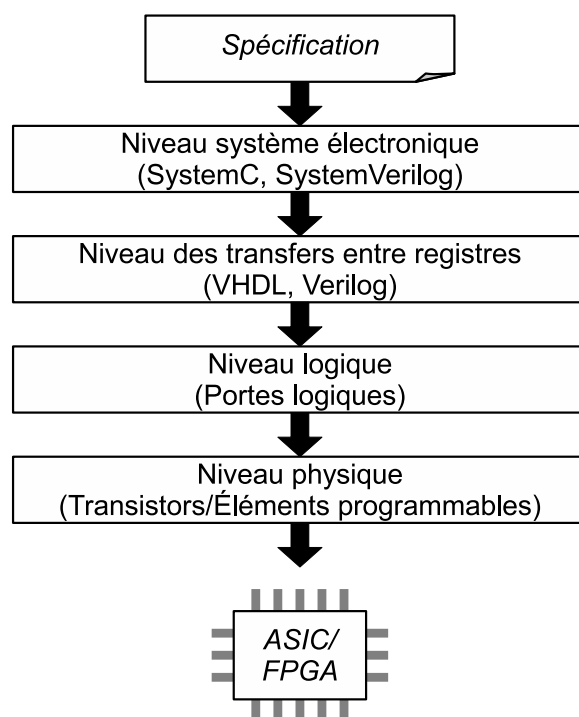 Spécification
Niveau système électronique
(SystemC, SystemVerilog)
Niveau des transfers entre registres
(VHDL, Verilog)
Niveau logique
(Portes logiques)
Niveau physique
(Transistors/Éléments programmables)
ASIC/
FPGA